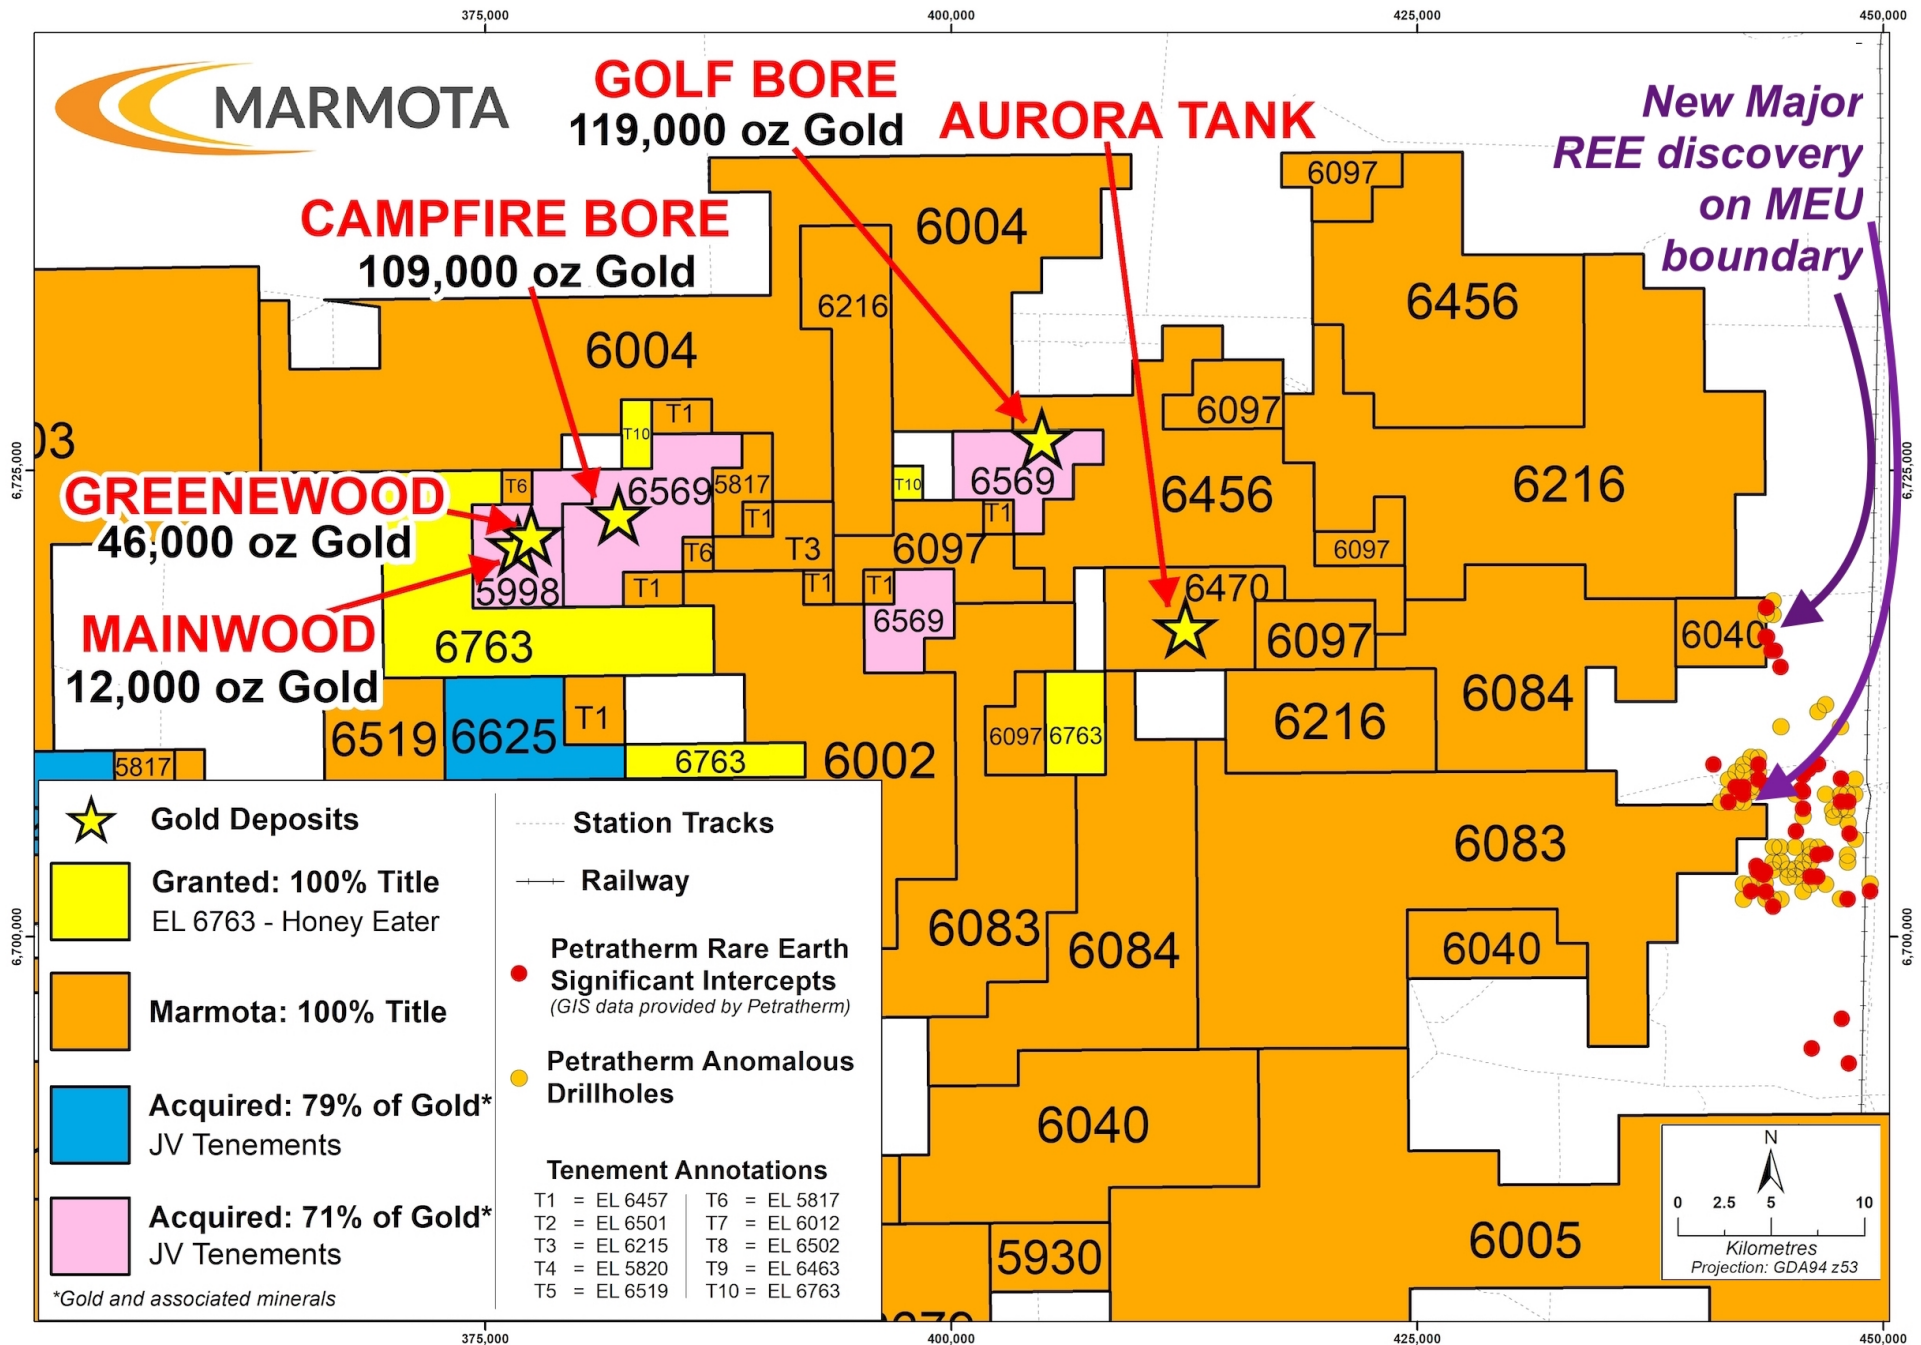 375,000
400,000
425,000
450,000
MARMOTA
GOLF BORE
119,000 oz Gold
AURORA TANK
New Major
REE discovery
on MEU
boundary
CAMPFIRE BORE
109,000 oz Gold
6097
6004
6216
6456
6004
03
T1
T10
6097
6,725,000
6,725,000
GREENEWOOD
46,000 oz Gold
T6
6569
5817
T10
6569
6456
6216
T1
T1
T6
T3
6097
6097
5998
T1
T1
T1
6470
MAINWOOD
12,000 oz Gold
6763
6569
6097
6040
6519
6625
T1
6084
6216
6097
6763
5817
6763
6002
6083
6083
6084
6040
6,700,000
6,700,000
6040
6005
5930
Gold Deposits
Granted: 100% Title
EL 6763 - Honey Eater
Marmota: 100% Title
Acquired: 79% of Gold*
JV Tenements
Acquired: 71% of Gold*
JV Tenements
*Gold and associated minerals
Station Tracks
Railway
Petratherm Rare Earth
Significant Intercepts
(GIS data provided by Petratherm)
Petratherm Anomalous
Drillholes
Tenement Annotations
T1 = EL 6457 T6 = EL 5817
T2 = EL 6501 T7 = EL 6012
T3 = EL 6215 T8 = EL 6502
T4 = EL 5820 T9 = EL 6463
T5 = EL 6519 T10 = EL 6763
N
0 2.5 5 10
Kilometres
Projection: GDA94 z53
375,000
400,000
425,000
450,000